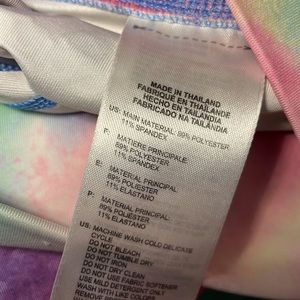 MADE IN THAILAND
FABRIQUÉ EN THAÏLANDE
HECHO EN TAILANDIA
FABRICADO NA TAILÂNDIA
US: MAIN MATERIAL: 89% POLYESTER
11% SPANDEX
F:
MATIERE PRINCIPALE:
89% POLYESTER
11% SPANDEX
E:
MATERIAL PRINCIPAL:
89% POLIÉSTER
11% ELASTANO
P:
MATERIAL PRINCIPAL:
89% POLIÉSTER
11% ELASTANO
US: MACHINE WASH COLD DELICATE
CYCLE
DO NOT BLEACH
DO NOT TUMBLE DRY
DO NOT IRON
DO NOT DRY CLEAN
DO NOT USE FABRIC SOFTENER
USE MILD DETERGENT ONLY
WASH WITH LIKE COLORS
REMOVE